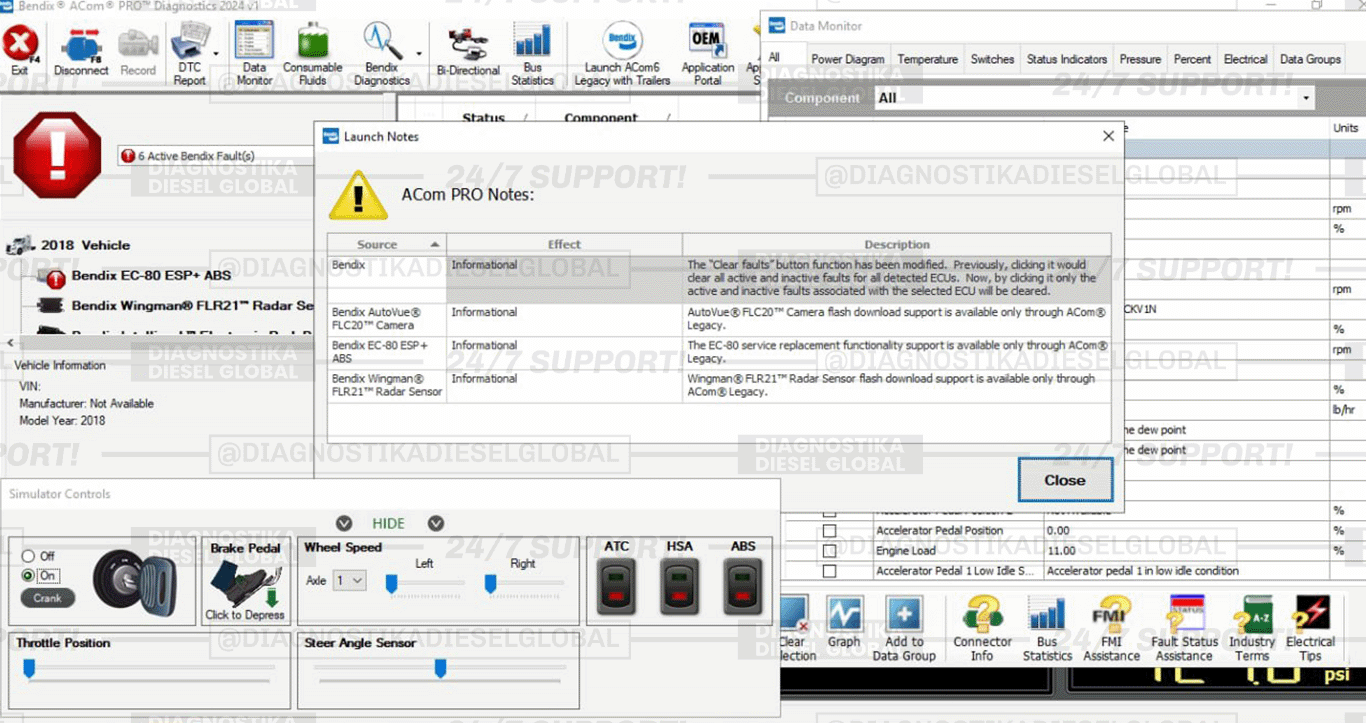 Bendix® ACom® PRO™ Diagnostics 2024 v1
F4
Exit
F8
Disconnect
Record
DTC
Report
Data
Monitor
Consumable
Fluids
Bendix
Diagnostics
Bi-Directional
Bus
Statistics
Bendix
Launch ACom6
Legacy with Trailers
OEM
Application
Portal
Data Monitor
All
Power Diagram
Temperature
Switches
Status Indicators
Pressure
Percent
Electrical
Data Groups
Component
All
Units
Status
Component
6 Active Bendix Fault(s)
2018 Vehicle
Bendix EC-80 ESP+ ABS
Bendix Wingman® FLR21™ Radar Se
Vehicle Information
VIN:
Manufacturer: Not Available
Model Year: 2018
Launch Notes
ACom PRO Notes:
Source Effect Description
Bendix Informational The "Clear faults" button function has been modified. Previously, clicking it would
clear all active and inactive faults for all detected ECUs. Now, by clicking it only the
active and inactive faults associated with the selected ECU will be cleared.
Bendix AutoVue® Informational AutoVue® FLC20™ Camera flash download support is available only through ACom®
FLC20™ Camera Legacy.
Bendix EC-80 ESP+ Informational The EC-80 service replacement functionality support is available only through ACom®
ABS Legacy.
Bendix Wingman® Informational Wingman® FLR21™ Radar Sensor flash download support is available only through
FLR21™ Radar Sensor ACom® Legacy.
Close
rpm
%
rpm
CKV1N
%
rpm
%
lb/hr
he dew point
he dew point
%
Accelerator Pedal Position 0.00 %
Engine Load 11.00 %
Accelerator Pedal 1 Low Idle S... Accelerator pedal 1 in low idle condition
Simulator Controls
HIDE
Off
On
Crank
Brake Pedal
Click to Depress
Wheel Speed
Left
Right
Axle 1
ATC
HSA
ABS
Throttle Position
Steer Angle Sensor
Clear
lection
Graph
Add to
Data Group
Connector
Info
Bus
Statistics
FMI
FMI
Assistance
STATUS
Fault Status
Assistance
A-Z
Industry
Terms
Electrical
Tips
psi
24/7 SUPPORT!
@DIAGNOSTIKADIESELGLOBAL
DIAGNOSTIKA
DIESEL GLOBAL